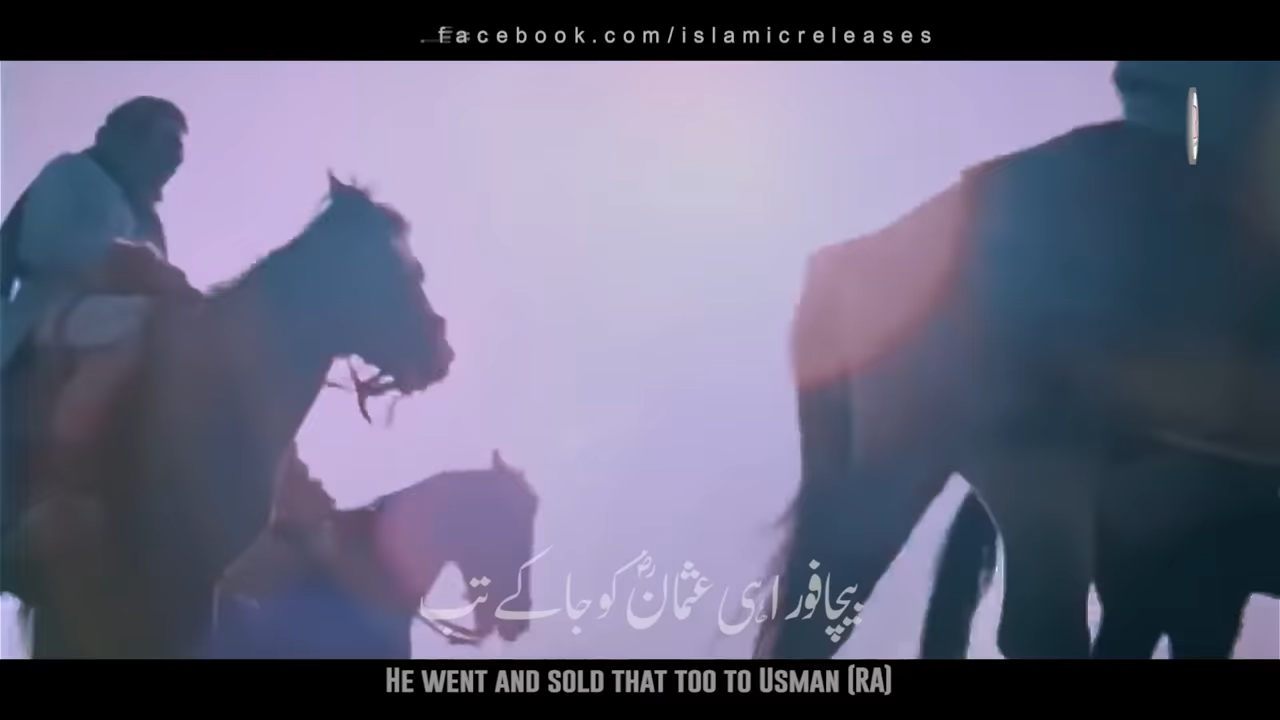 facebook.com/islamicreleases
بیچا فوراً ہی عثمانؓ کو جا کے تب
HE WENT AND SOLD THAT TOO TO USMAN (RA)